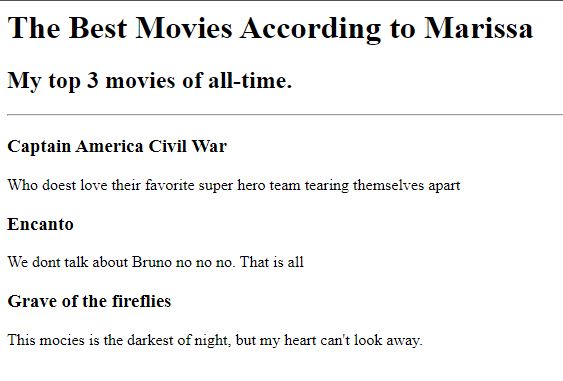 The Best Movies According to Marissa
My top 3 movies of all-time.
Captain America Civil War
Who doest love their favorite super hero team tearing themselves apart
Encanto
We dont talk about Bruno no no no. That is all
Grave of the fireflies
This mocies is the darkest of night, but my heart can't look away.